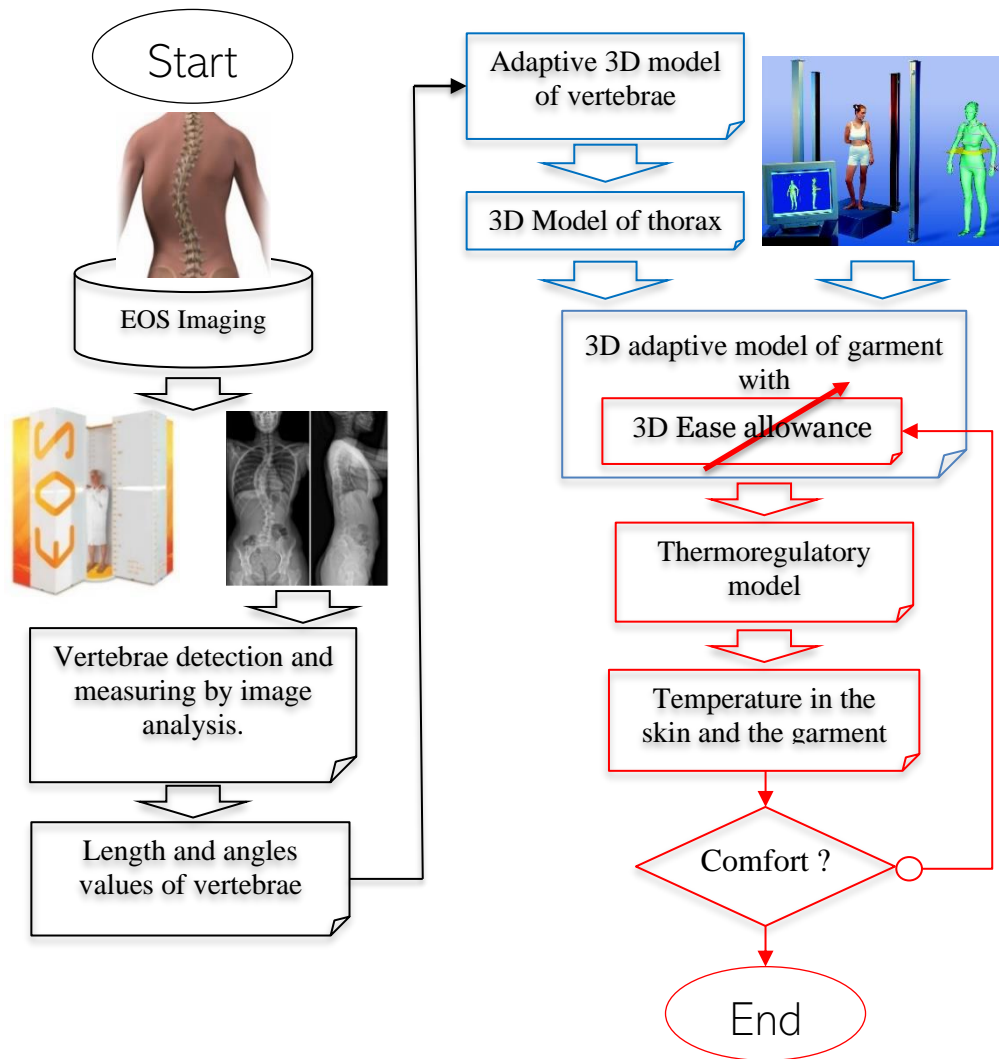 Start
EOS Imaging
EOS
Vertebrae detection and
measuring by image
analysis.
Length and angles
values of vertebrae
Adaptive 3D model
of vertebrae
3D Model of thorax
3D adaptive model of garment
with
3D Ease allowance
Thermoregulatory
model
Temperature in the
skin and the garment
Comfort ?
End